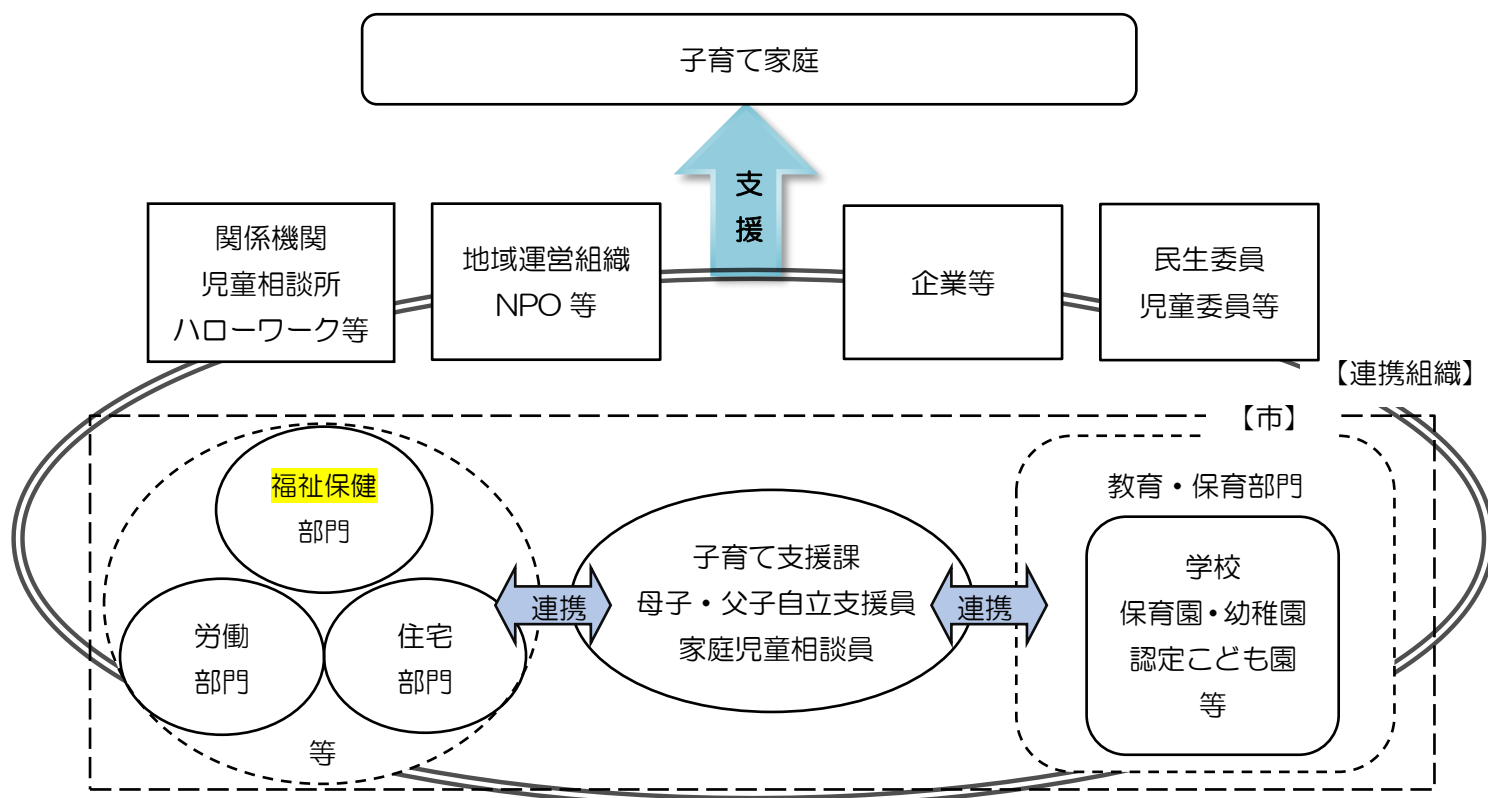 子育て家庭
支
援
関係機関
児童相談所
ハローワーク等
地域運営組織
NPO 等
企業等
民生委員
児童委員等
【連携組織】
【市】
福祉保健
部門
労働
部門
住宅
部門
等
連携
子育て支援課
母子・父子自立支援員
家庭児童相談員
連携
教育・保育部門
学校
保育園・幼稚園
認定こども園
等